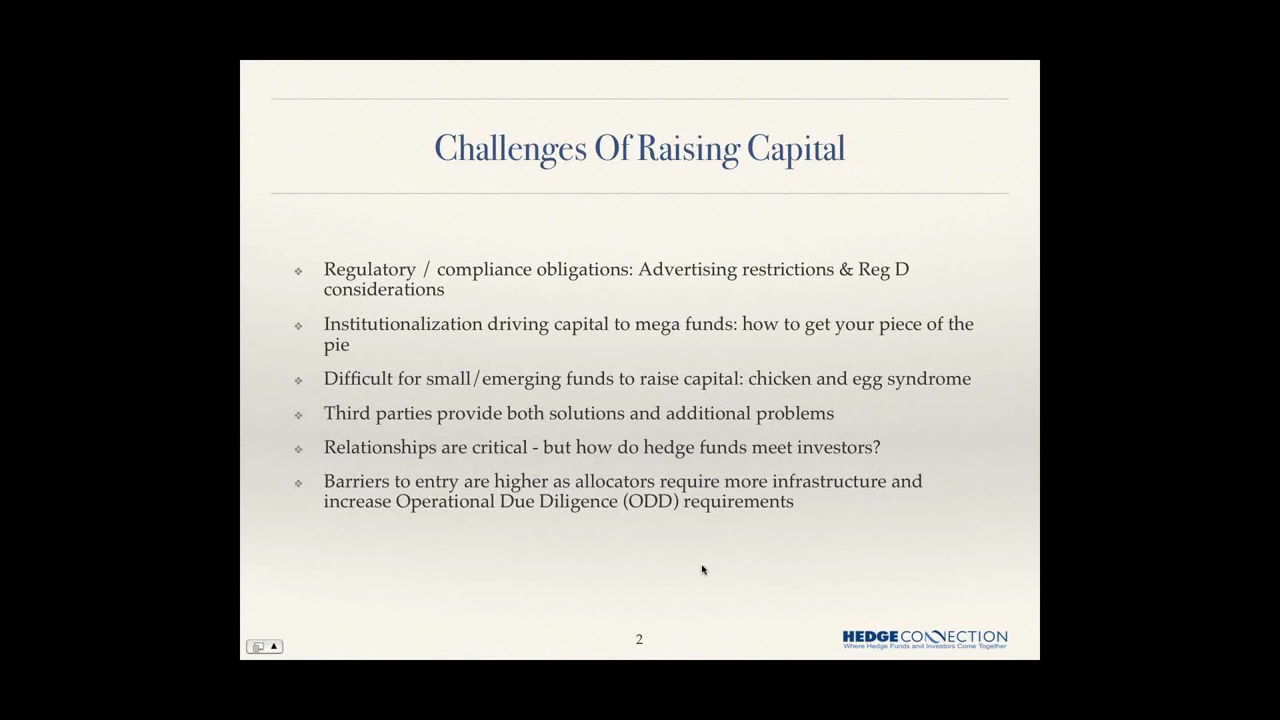 Challenges Of Raising Capital
Regulatory / compliance obligations: Advertising restrictions & Reg D
considerations
Institutionalization driving capital to mega funds: how to get your piece of the
pie
Difficult for small/emerging funds to raise capital: chicken and egg syndrome
Third parties provide both solutions and additional problems
Relationships are critical - but how do hedge funds meet investors?
Barriers to entry are higher as allocators require more infrastructure and
increase Operational Due Diligence (ODD) requirements
2
HEDGECONNECTION
Where Hedge Funds and Investors Come Together